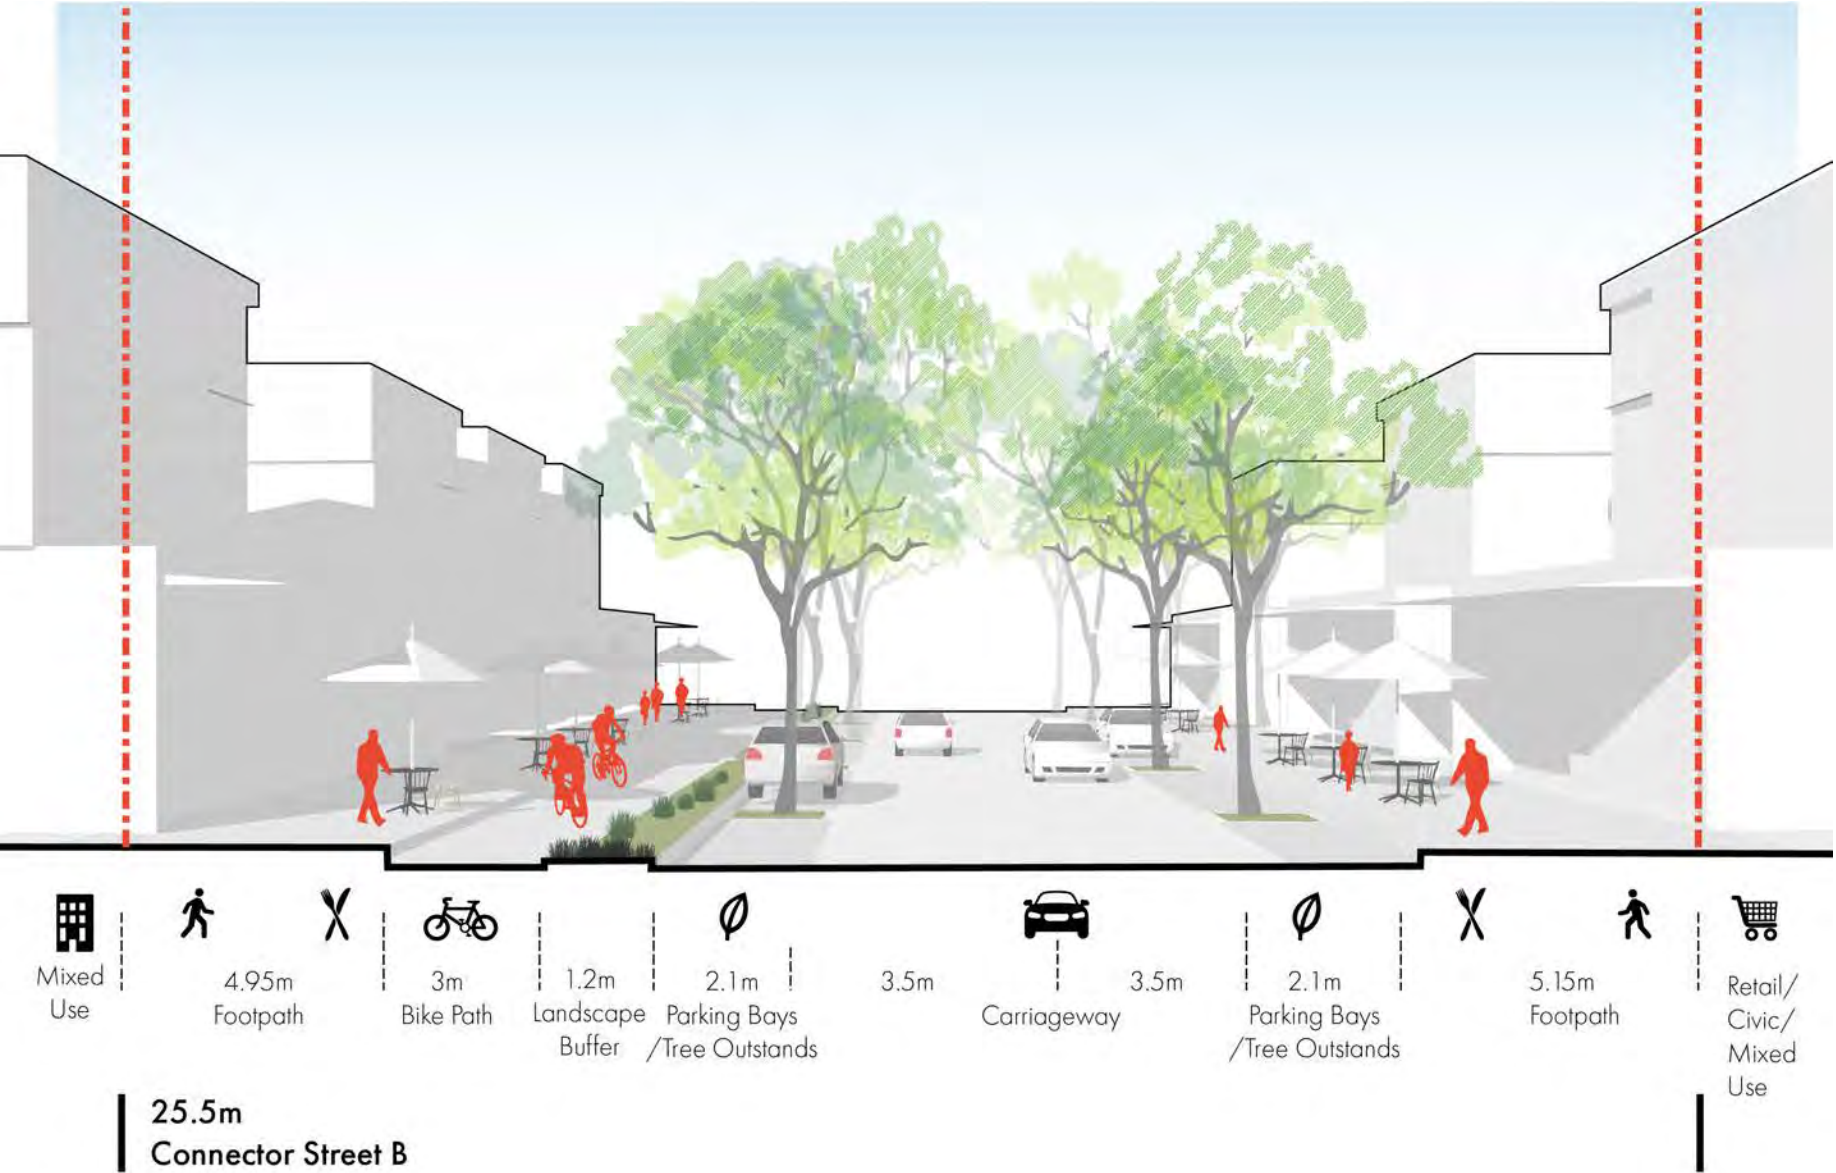 Mixed
Use
4.95m
Footpath
3m
Bike Path
1.2m
Landscape
Buffer
2.1m
Parking Bays
/Tree Outstands
3.5m
Carriageway
3.5m
2.1m
Parking Bays
/Tree Outstands
5.15m
Footpath
Retail/
Civic/
Mixed
Use
25.5m
Connector Street B